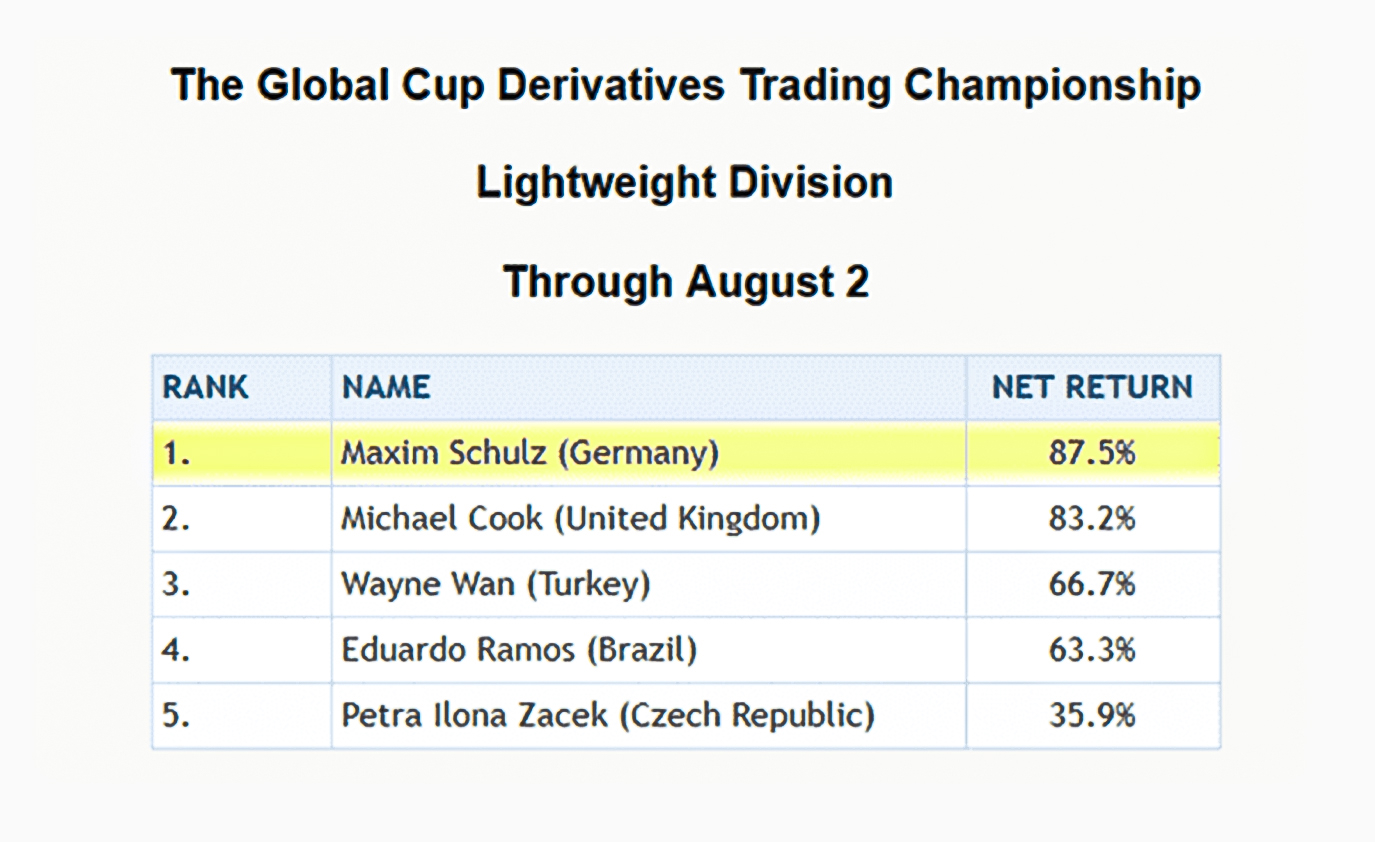 The Global Cup Derivatives Trading Championship
Lightweight Division
Through August 2
RANK NAME NET RETURN
1. Maxim Schulz (Germany) 87.5%
2. Michael Cook (United Kingdom) 83.2%
3. Wayne Wan (Turkey) 66.7%
4. Eduardo Ramos (Brazil) 63.3%
5. Petra Ilona Zacek (Czech Republic) 35.9%